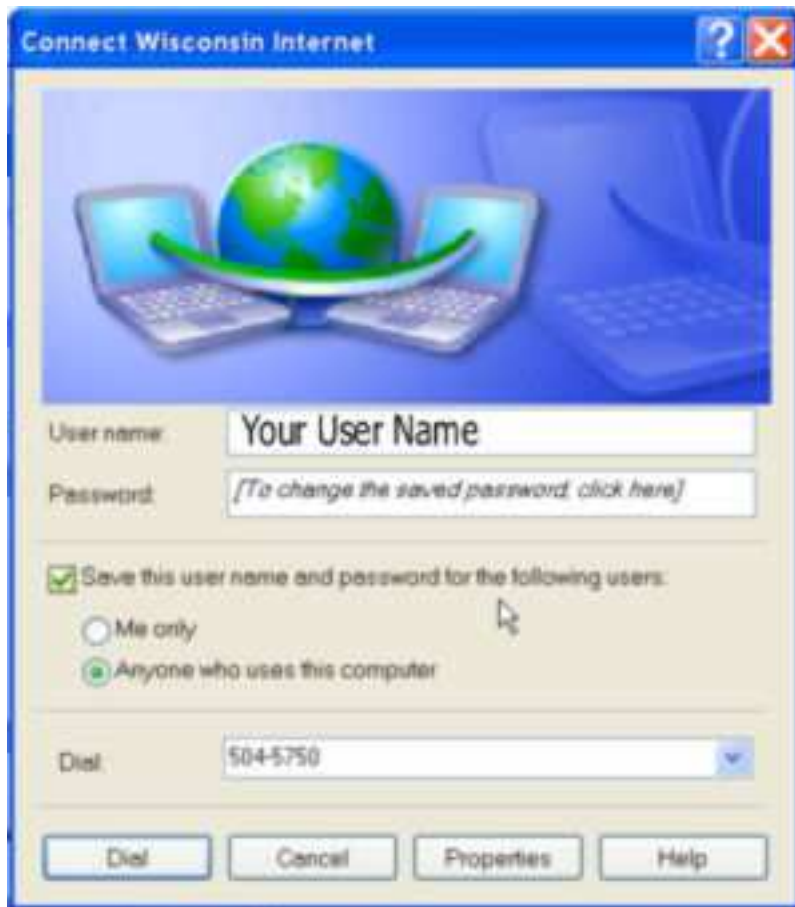 Connect Wisconsin Internet
User name: Your User Name
Password: [To change the saved password, click here]
Save this user name and password for the following users:
Me only
Anyone who uses this computer
Dial: 504-5750
Dial Cancel Properties Help